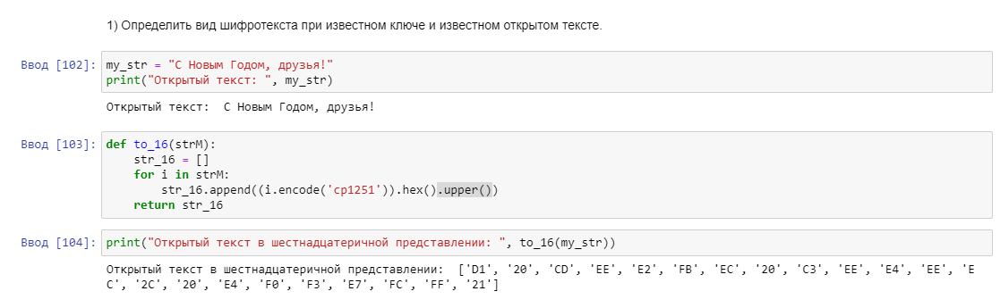 1) Определить вид шифротекста при известном ключе и известном открытом тексте.
Ввод [102]: my_str = "С Новым Годом, друзья!"
print("Открытый текст: ", my_str)
Открытый текст:  С Новым Годом, друзья!
Ввод [103]: def to_16(strM):
    str_16 = []
    for i in strM:
        str_16.append((i.encode('cp1251')).hex().upper())
    return str_16
Ввод [104]: print("Открытый текст в шестнадцатеричной представлении: ", to_16(my_str))
Открытый текст в шестнадцатеричной представлении:  ['D1', '20', 'CD', 'EE', 'E2', 'FB', 'EC', '20', 'C3', 'EE', 'E4', 'EE', 'E
C', '2C', '20', 'E4', 'F0', 'F3', 'E7', 'FC', 'FF', '21']